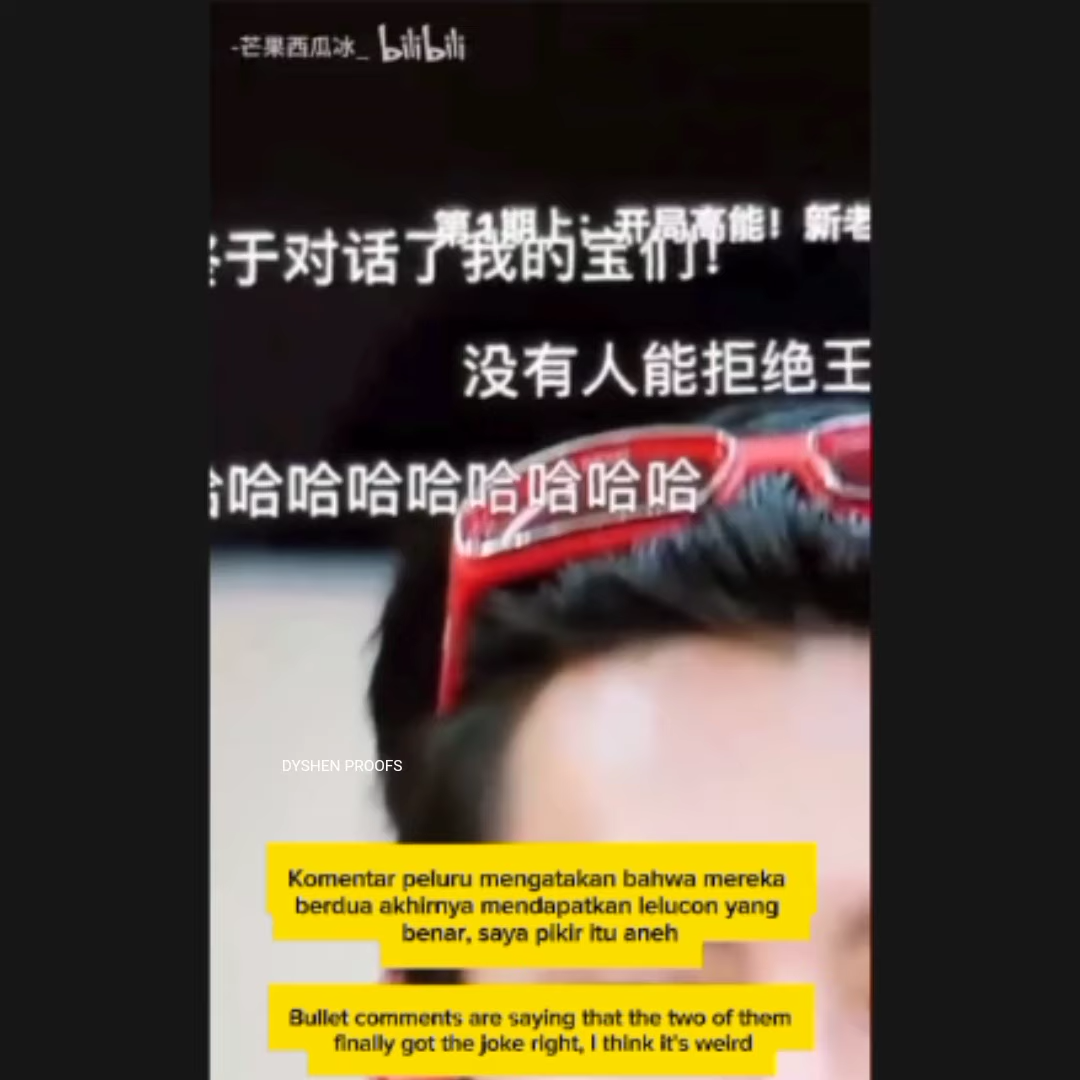 -芒果西瓜冰_ bilibili
第1期上：开局高能！新老
终于对话了我的宝们！
没有人能拒绝王
哈哈哈哈哈哈哈哈
DYSHEN PROOFS
Komentar peluru mengatakan bahwa mereka
berdua akhirnya mendapatkan lelucon yang
benar, saya pikir itu aneh
Bullet comments are saying that the two of them
finally got the joke right, I think it's weird